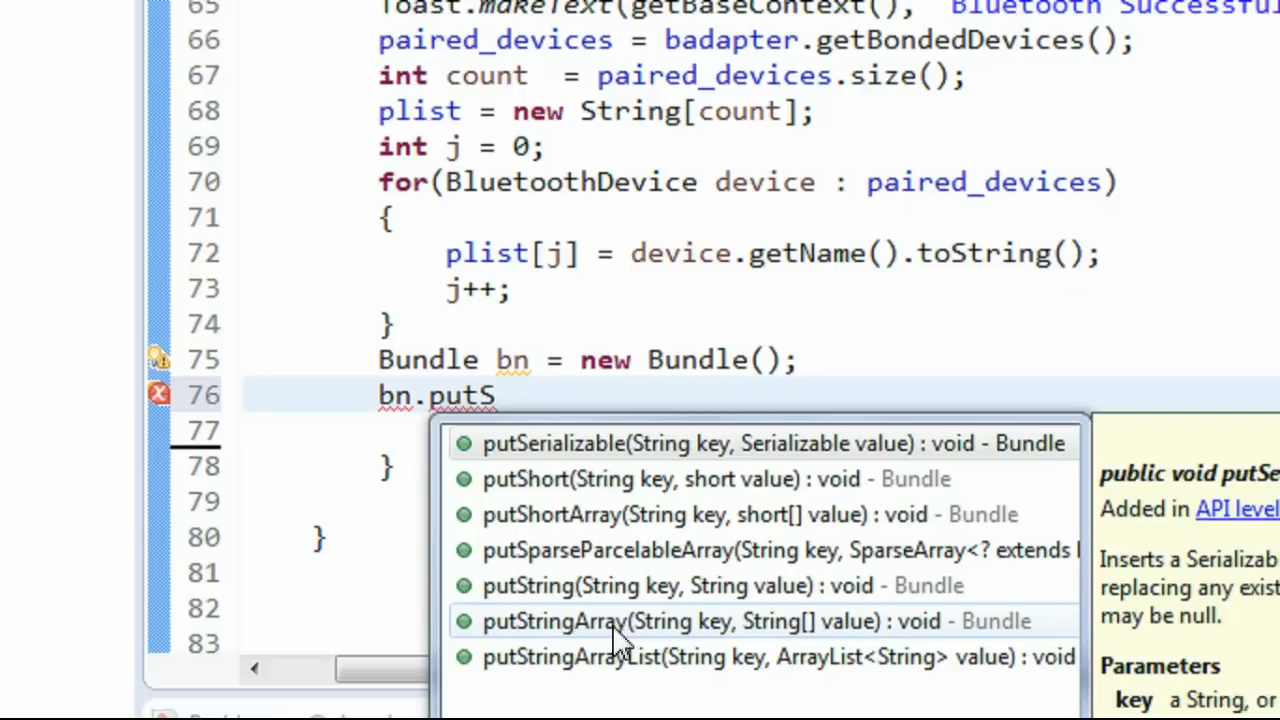 65 Toast.makeText(getBaseContext(), "Bluetooth Successful
66 paired_devices = badapter.getBondedDevices();
67 int count  = paired_devices.size();
68 plist = new String[count];
69 int j = 0;
70 for(BluetoothDevice device : paired_devices)
71 {
72 plist[j] = device.getName().toString();
73 j++;
74 }
75 Bundle bn = new Bundle();
76 bn.putS
77
78 }
79
80 }
81
82
83
putSerializable(String key, Serializable value) : void - Bundle
putShort(String key, short value) : void - Bundle
putShortArray(String key, short[] value) : void - Bundle
putSparseParcelableArray(String key, SparseArray<? extends
putString(String key, String value) : void - Bundle
putStringArray(String key, String[] value) : void - Bundle
putStringArrayList(String key, ArrayList<String> value) : void
public void putSe
Added in API level
Inserts a Serializab
replacing any exist
may be null.
Parameters
key a String, or